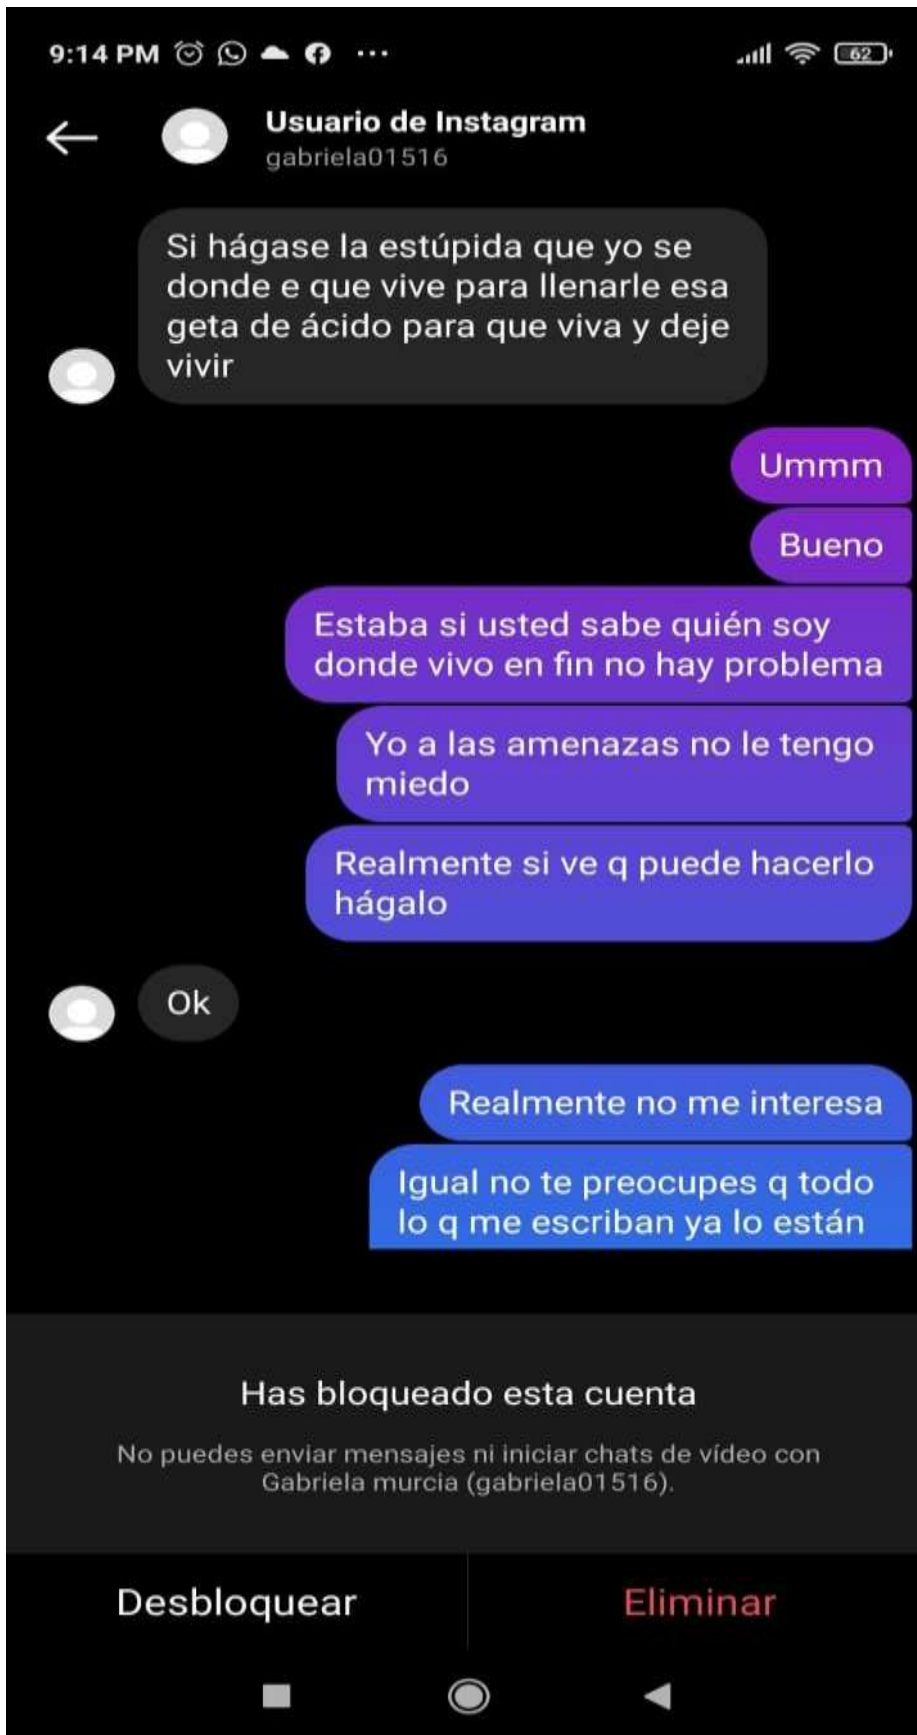 9:14 PM
62
Usuario de Instagram
gabriela01516
Si hágase la estúpida que yo se
donde e que vive para llenarle esa
geta de ácido para que viva y deje
vivir
Ummm
Bueno
Estaba si usted sabe quién soy
donde vivo en fin no hay problema
Yo a las amenazas no le tengo
miedo
Realmente si ve q puede hacerlo
hágalo
Ok
Realmente no me interesa
Igual no te preocupes q todo
lo q me escriban ya lo están
Has bloqueado esta cuenta
No puedes enviar mensajes ni iniciar chats de vídeo con
Gabriela murcia (gabriela01516).
Desbloquear
Eliminar